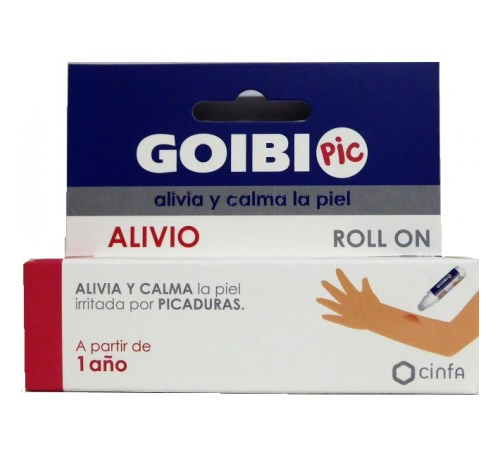 GOIBI Pic
alivia y calma la piel
ALIVIO ROLL ON
ALIVIA Y CALMA la piel
irritada por PICADURAS.
A partir de
1 año
GOIBI
cinfa